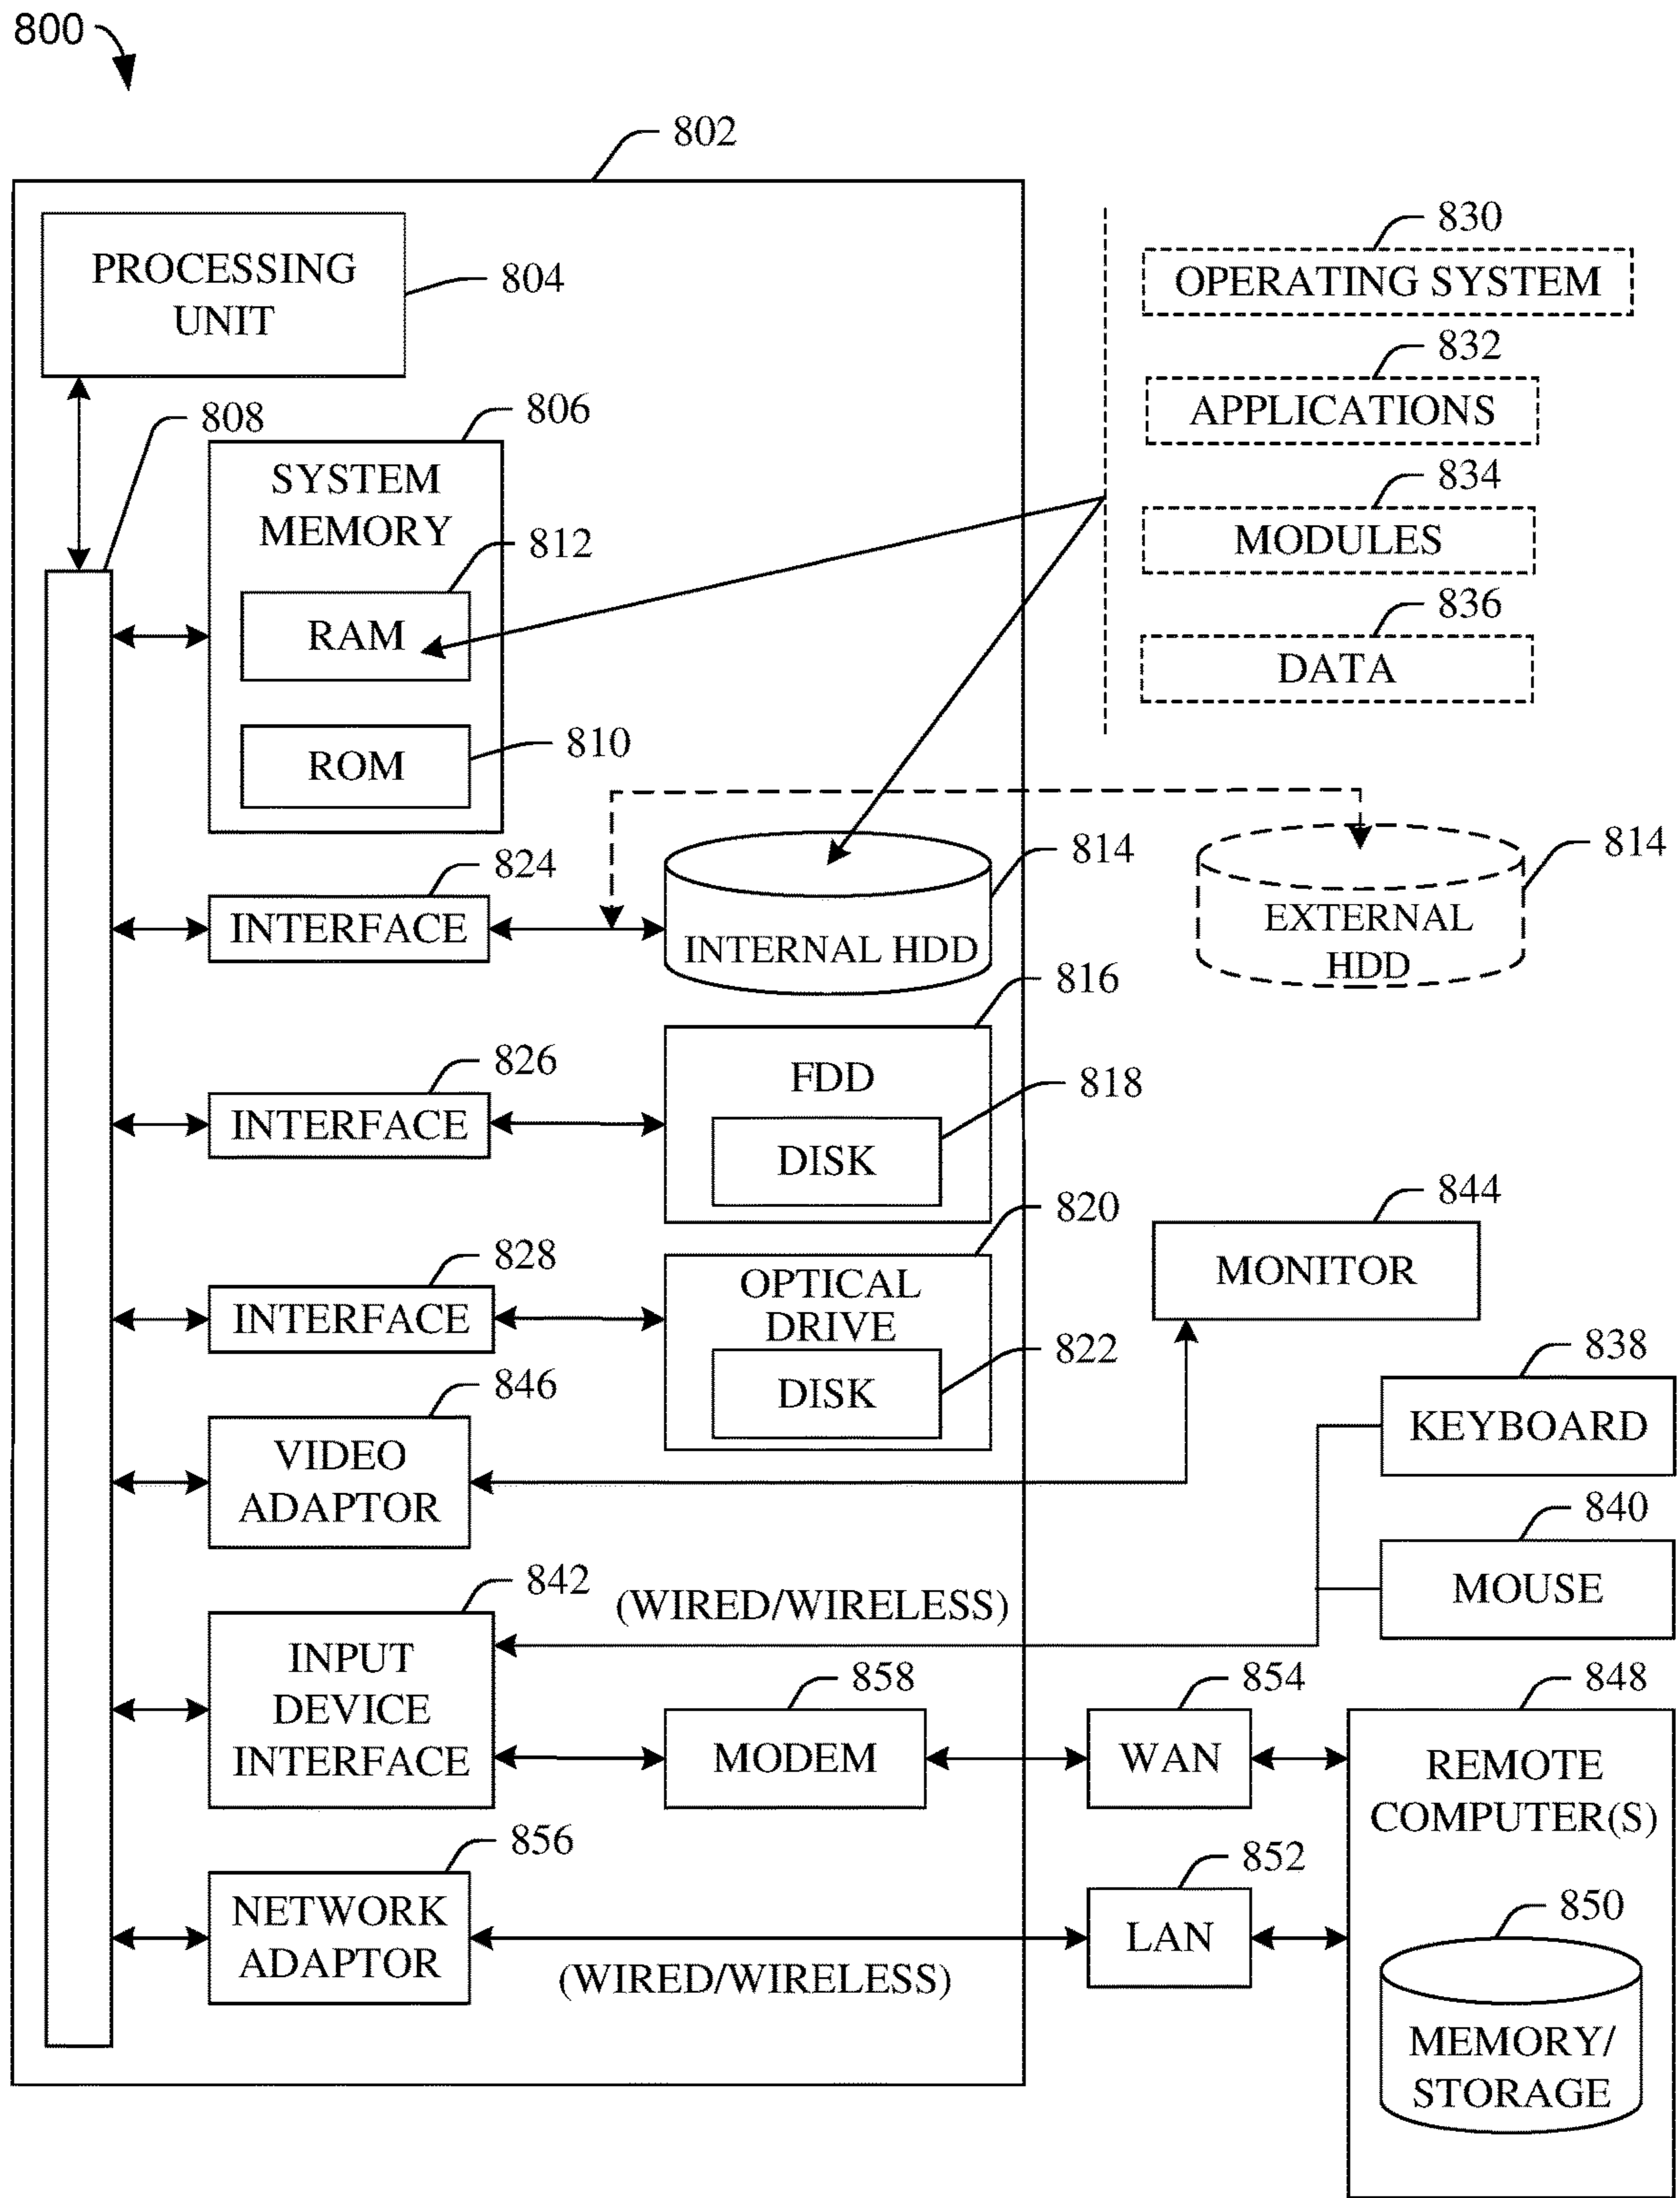 800
802
PROCESSING
UNIT
804
830
OPERATING SYSTEM
832
APPLICATIONS
834
MODULES
836
DATA
808
806
SYSTEM
MEMORY
812
RAM
810
ROM
824
INTERFACE
814
INTERNAL HDD
814
EXTERNAL
HDD
826
INTERFACE
816
FDD
818
DISK
828
INTERFACE
820
OPTICAL
DRIVE
822
DISK
844
MONITOR
846
VIDEO
ADAPTOR
838
KEYBOARD
840
MOUSE
842
INPUT
DEVICE
INTERFACE
(WIRED/WIRELESS)
858
MODEM
854
WAN
848
REMOTE
COMPUTER(S)
856
NETWORK
ADAPTOR
(WIRED/WIRELESS)
852
LAN
850
MEMORY/
STORAGE